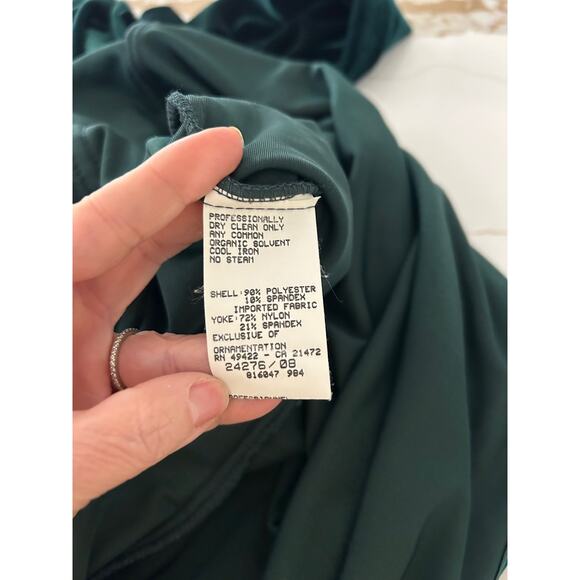 PROFESSIONALLY
DRY CLEAN ONLY
ANY COMMON
ORGANIC SOLVENT
COOL IRON
NO STEAM
SHELL:90% POLYESTER
10% - SPANDEX
IMPORTED FABRIC
YOKE:72% NYLON
21% SPANDEX
EXCLUSIVE OF
ORNAMENTATION
RN 49422 - CA 21472
24276/08
816047 984